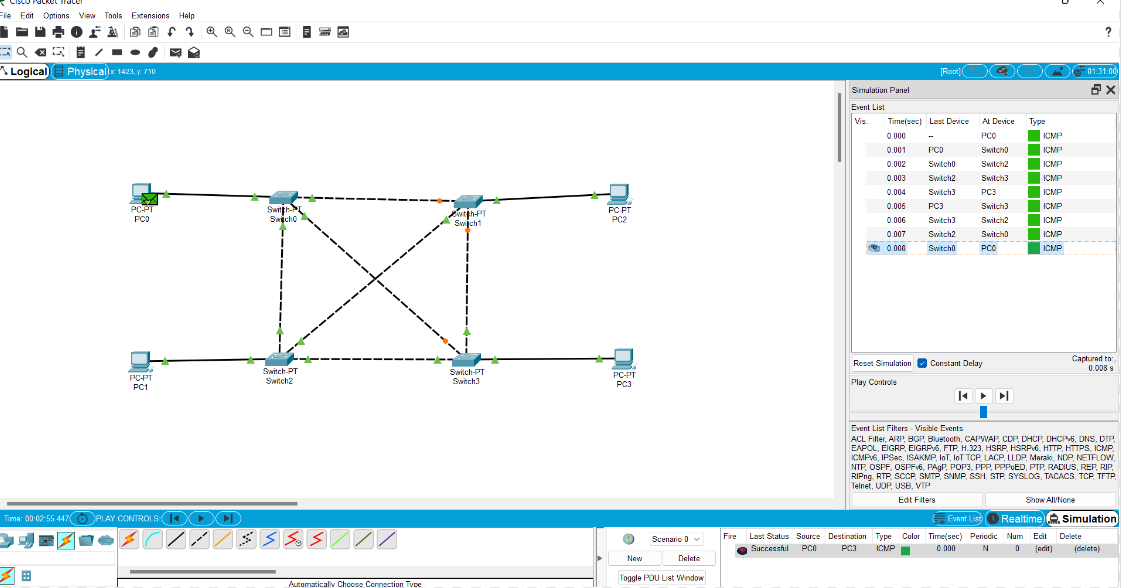 Cisco Packet Tracer
File Edit Options View Tools Extensions Help
?
Logical Physical x: 1423, y: 710 [Root] 01:31:00
PC-PT
PC0
Switch-PT
Switch0
Switch-PT
Switch1
PC-PT
PC2
PC-PT
PC1
Switch-PT
Switch2
Switch-PT
Switch3
PC-PT
PC3
Simulation Panel
Event List
Vis. Time(sec) Last Device At Device Type
0.000 -- PC0 ICMP
0.001 PC0 Switch0 ICMP
0.002 Switch0 Switch2 ICMP
0.003 Switch2 Switch3 ICMP
0.004 Switch3 PC3 ICMP
0.005 PC3 Switch3 ICMP
0.006 Switch3 Switch2 ICMP
0.007 Switch2 Switch0 ICMP
0.008 Switch0 PC0 ICMP
Reset Simulation Constant Delay Captured to:
0.008 s
Play Controls
Event List Filters - Visible Events
ACL Filter, ARP, BGP, Bluetooth, CAPWAP, CDP, DHCP, DHCPv6, DNS, DTP,
EAPOL, EIGRP, EIGRPv6, FTP, H.323, HSRP, HSRPv6, HTTP, HTTPS, ICMP,
ICMPv6, IPSec, ISAKMP, IoT, IoT TCP, LACP, LLDP, Meraki, NDP, NETFLOW,
NTP, OSPF, OSPFv6, PAgP, POP3, PPP, PPPoED, PTP, RADIUS, REP, RIP,
RIPng, RTP, SCCP, SMTP, SNMP, SSH, STP, SYSLOG, TACACS, TCP, TFTP,
Telnet, UDP, USB, VTP
Edit Filters Show All/None
Time: 00:02:55.447 PLAY CONTROLS: Event List Realtime Simulation
Automatically Choose Connection Type
Scenario 0
New Delete
Toggle PDU List Window
Fire Last Status Source Destination Type Color Time(sec) Periodic Num Edit Delete
Successful PC0 PC3 ICMP 0.000 N 0 (edit) (delete)